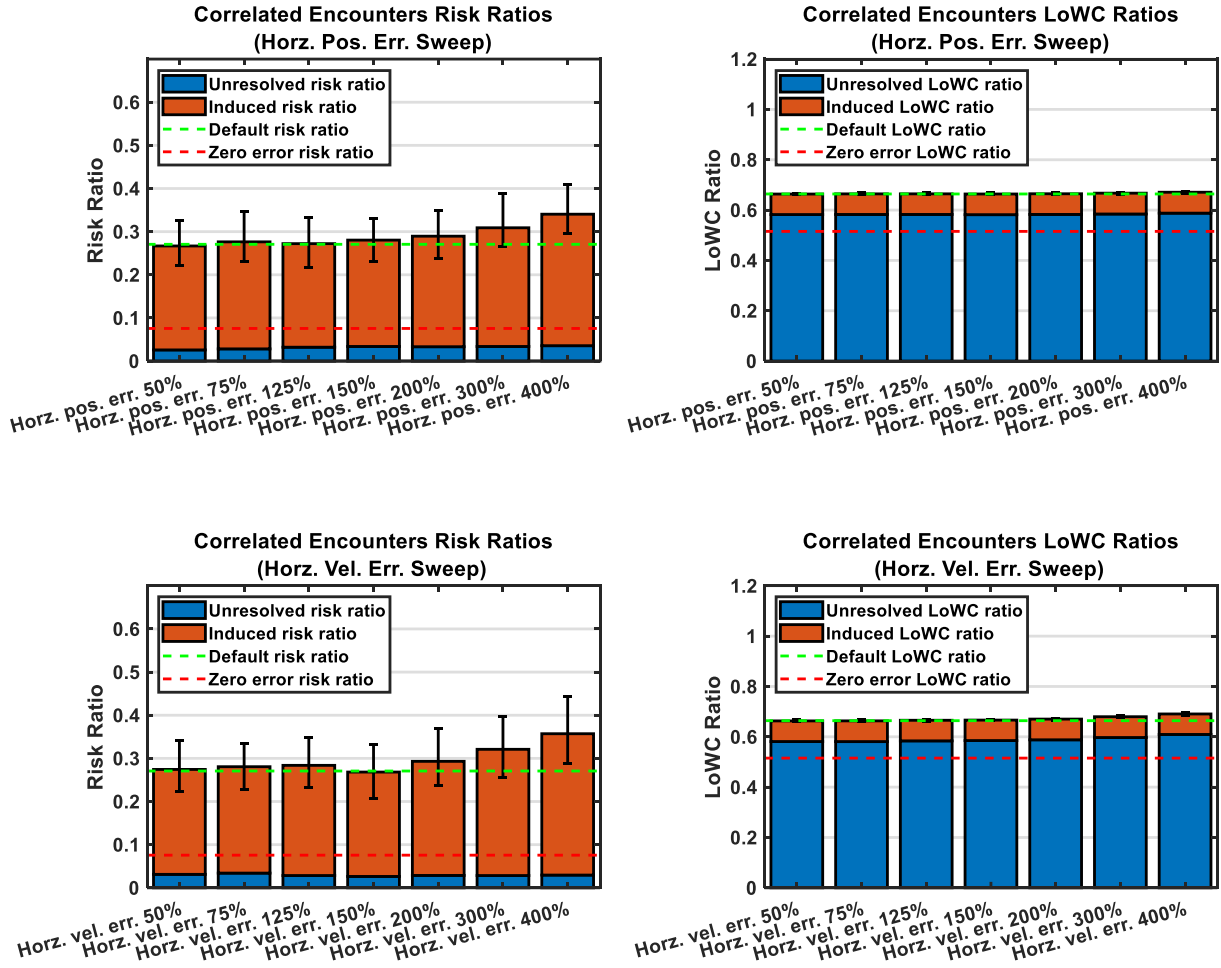 Correlated Encounters Risk Ratios
(Horz. Pos. Err. Sweep)
Unresolved risk ratio
Induced risk ratio
Default risk ratio
Zero error risk ratio
Risk Ratio
0.6
0.5
0.4
0.3
0.2
0.1
0
Horz. pos. err. 50%
Horz. pos. err. 75%
Horz. pos. err. 125%
Horz. pos. err. 150%
Horz. pos. err. 200%
Horz. pos. err. 300%
Horz. pos. err. 400%
Correlated Encounters LoWC Ratios
(Horz. Pos. Err. Sweep)
Unresolved LoWC ratio
Induced LoWC ratio
Default LoWC ratio
Zero error LoWC ratio
LoWC Ratio
1.2
1
0.8
0.6
0.4
0.2
0
Horz. pos. err. 50%
Horz. pos. err. 75%
Horz. pos. err. 125%
Horz. pos. err. 150%
Horz. pos. err. 200%
Horz. pos. err. 300%
Horz. pos. err. 400%
Correlated Encounters Risk Ratios
(Horz. Vel. Err. Sweep)
Unresolved risk ratio
Induced risk ratio
Default risk ratio
Zero error risk ratio
Risk Ratio
0.6
0.5
0.4
0.3
0.2
0.1
0
Horz. vel. err. 50%
Horz. vel. err. 75%
Horz. vel. err. 125%
Horz. vel. err. 150%
Horz. vel. err. 200%
Horz. vel. err. 300%
Horz. vel. err. 400%
Correlated Encounters LoWC Ratios
(Horz. Vel. Err. Sweep)
Unresolved LoWC ratio
Induced LoWC ratio
Default LoWC ratio
Zero error LoWC ratio
LoWC Ratio
1.2
1
0.8
0.6
0.4
0.2
0
Horz. vel. err. 50%
Horz. vel. err. 75%
Horz. vel. err. 125%
Horz. vel. err. 150%
Horz. vel. err. 200%
Horz. vel. err. 300%
Horz. vel. err. 400%